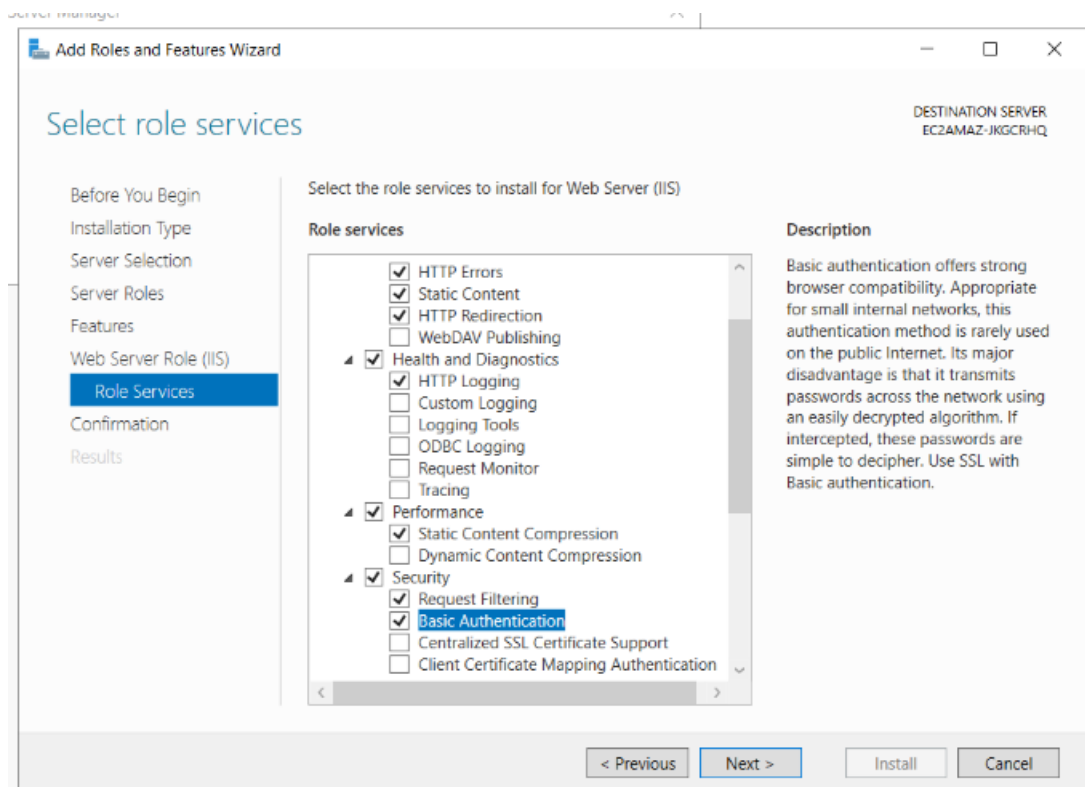 Server Manager
Add Roles and Features Wizard
Select role services
DESTINATION SERVER
EC2AMAZ-JKGCRHQ
Before You Begin
Installation Type
Server Selection
Server Roles
Features
Web Server Role (IIS)
Role Services
Confirmation
Results
Select the role services to install for Web Server (IIS)
Role services
HTTP Errors
Static Content
HTTP Redirection
WebDAV Publishing
Health and Diagnostics
HTTP Logging
Custom Logging
Logging Tools
ODBC Logging
Request Monitor
Tracing
Performance
Static Content Compression
Dynamic Content Compression
Security
Request Filtering
Basic Authentication
Centralized SSL Certificate Support
Client Certificate Mapping Authentication
Description
Basic authentication offers strong
browser compatibility. Appropriate
for small internal networks, this
authentication method is rarely used
on the public Internet. Its major
disadvantage is that it transmits
passwords across the network using
an easily decrypted algorithm. If
intercepted, these passwords are
simple to decipher. Use SSL with
Basic authentication.
< Previous
Next >
Install
Cancel